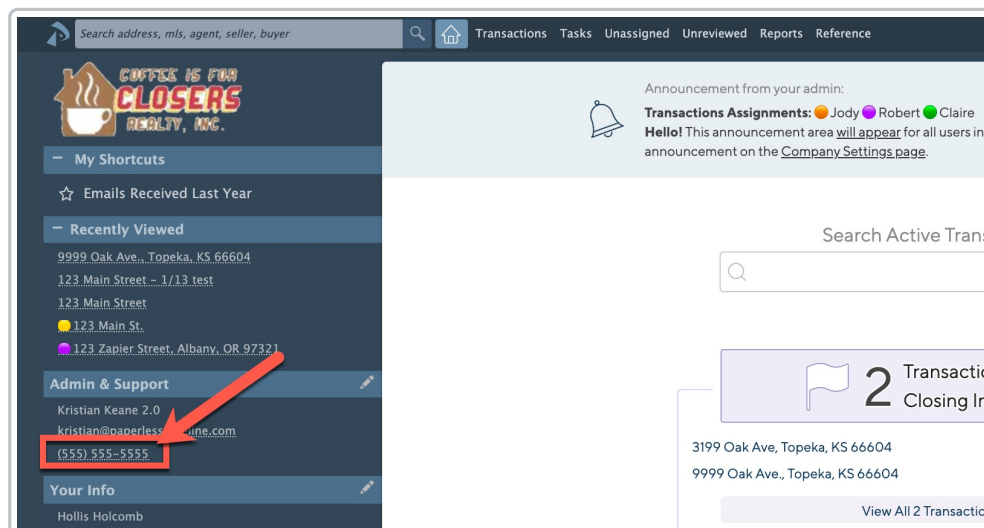 Search address, mls, agent, seller, buyer
Transactions Tasks Unassigned Unreviewed Reports Reference
COFFEE IS FOR
CLOSERS
REALTY, INC.
My Shortcuts
Emails Received Last Year
Recently Viewed
9999 Oak Ave., Topeka, KS 66604
123 Main Street - 1/13 test
123 Main Street
123 Main St.
123 Zapier Street, Albany, OR 97321
Admin & Support
Kristian Keane 2.0
(555) 555-5555
Your Info
Hollis Holcomb
Announcement from your admin:
Transactions Assignments: Jody Robert Claire
Hello! This announcement area will appear for all users in
announcement on the Company Settings page.
Search Active
2
Closing
3199 Oak Ave, Topeka, KS 66604
9999 Oak Ave., Topeka, KS 66604
View All 2